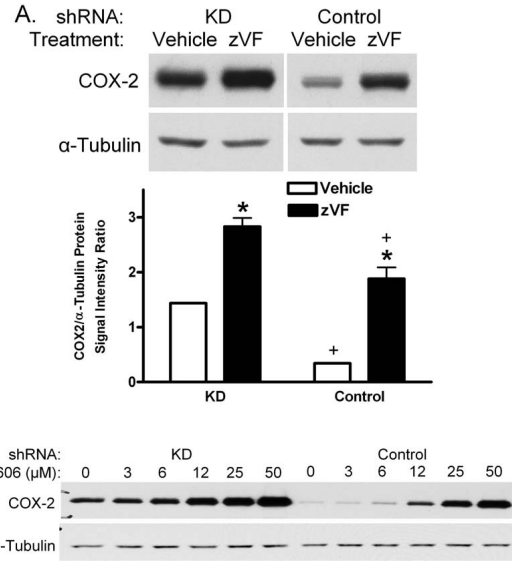 A. shRNA: KD Control
Treatment: Vehicle zVF Vehicle zVF
COX-2
α-Tubulin
Vehicle
zVF
COX2/α-Tubulin Protein
Signal Intensity Ratio
3
2
1
0
*
+
+
*
KD Control
shRNA: KD Control
606 (μM): 0 3 6 12 25 50 0 3 6 12 25 50
COX-2
-Tubulin